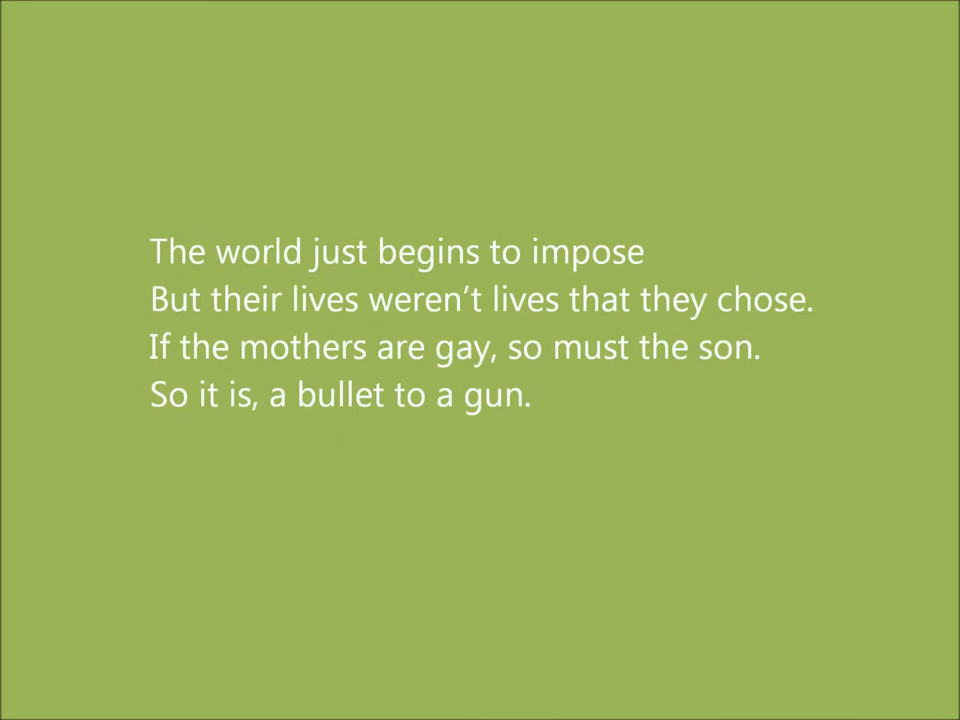 The world just begins to impose
But their lives weren’t lives that they chose.
If the mothers are gay, so must the son.
So it is, a bullet to a gun.